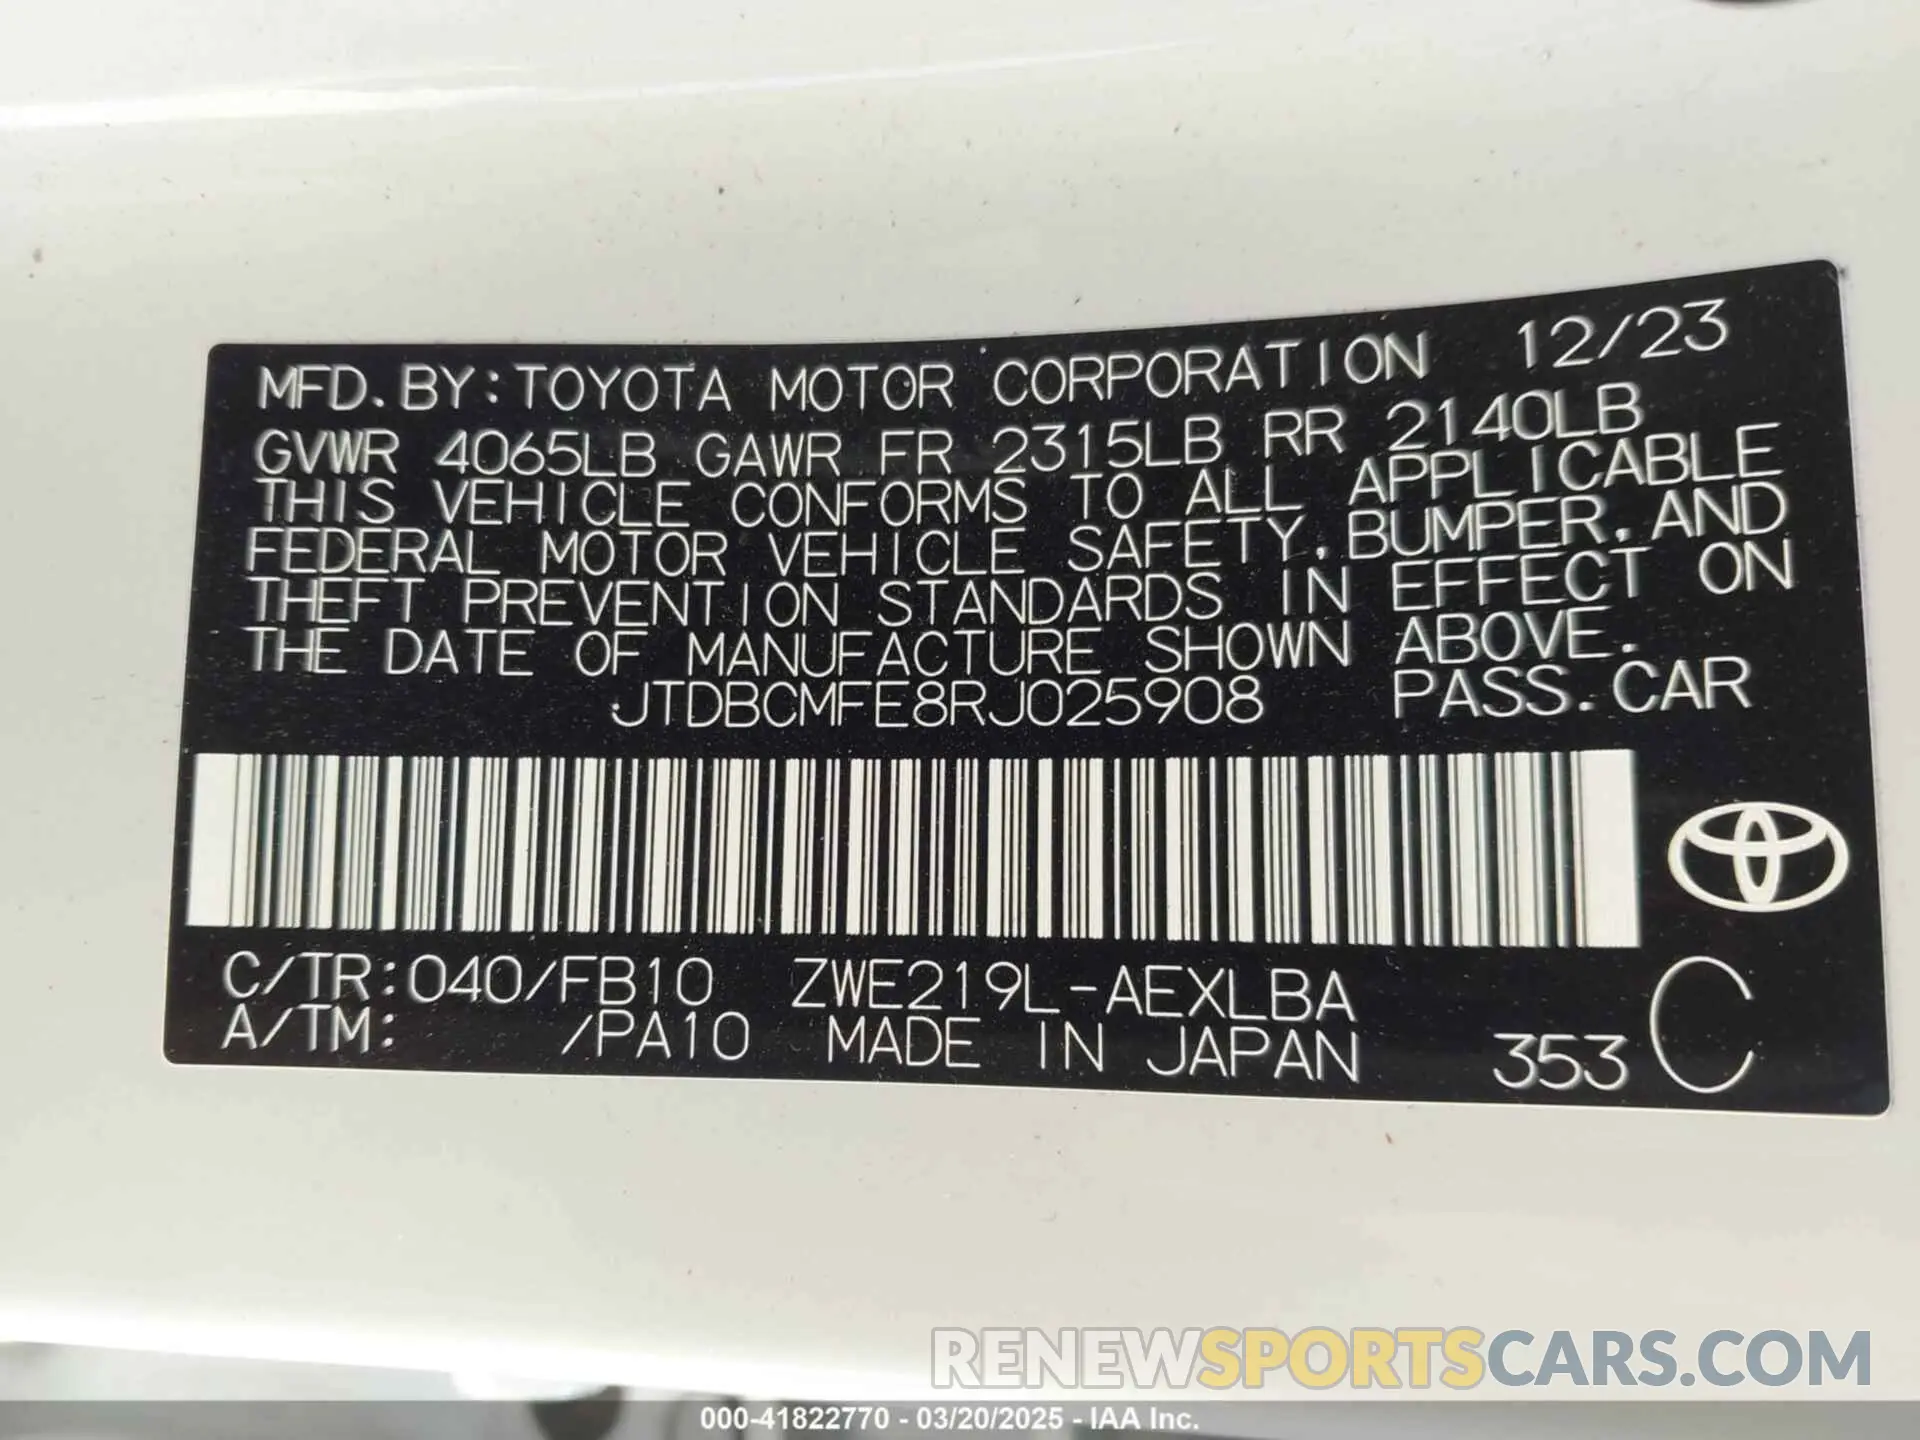 MFD. BY: TOYOTA MOTOR CORPORATION 12/23
GVWR 4065LB GAWR FR 2315LB RR 2140LB
THIS VEHICLE CONFORMS TO ALL APPLICABLE
FEDERAL MOTOR VEHICLE SAFETY, BUMPER, AND
THEFT PREVENTION STANDARDS IN EFFECT ON
THE DATE OF MANUFACTURE SHOWN ABOVE.
JTDBCMFE8RJ025908 PASS. CAR
C/TR: 040/FB10 ZWE219L-AEXLBA
A/TM: /PA10 MADE IN JAPAN 353 C
RENEWSPORTSCARS.COM
000-41822770 - 03/20/2025 - IAA Inc.